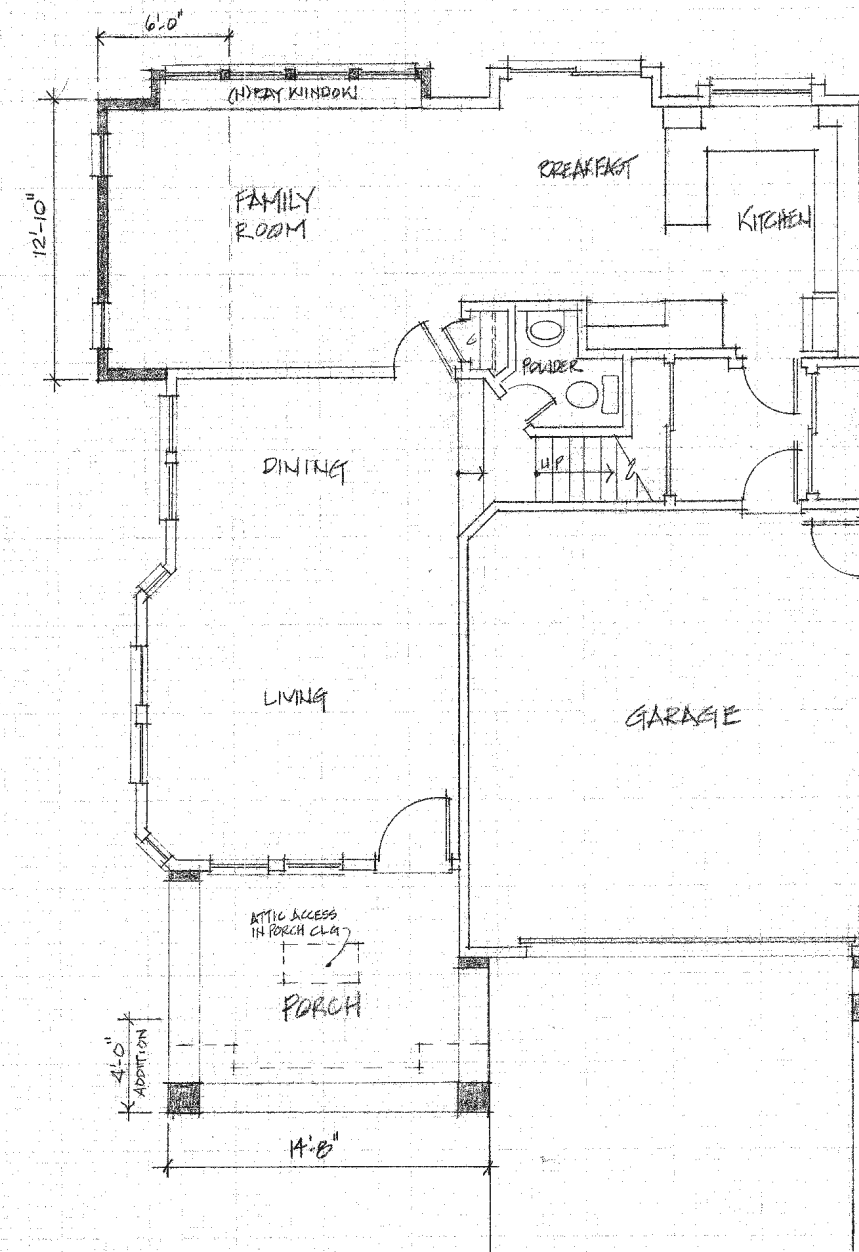 6'-0"
(N) BAY WINDOW
12'-10"
FAMILY
ROOM
BREAKFAST
KITCHEN
POWDER
DINING
UP
LIVING
GARAGE
ATTIC ACCESS
IN PORCH CLG
PORCH
4'-0"
ADDITION
14'-8"